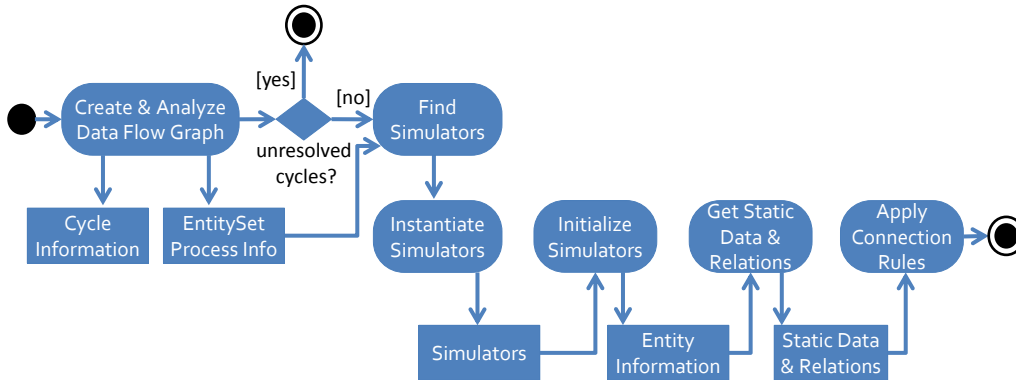 [yes]
[no]
Create & Analyze
Data Flow Graph
Find
Simulators
unresolved
cycles?
Cycle
Information
EntitySet
Process Info
Instantiate
Simulators
Initialize
Simulators
Get Static
Data &
Relations
Apply
Connection
Rules
Simulators
Entity
Information
Static Data
& Relations